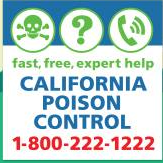 ?
fast, free, expert help
CALIFORNIA
POISON
CONTROL
1-800-222-1222